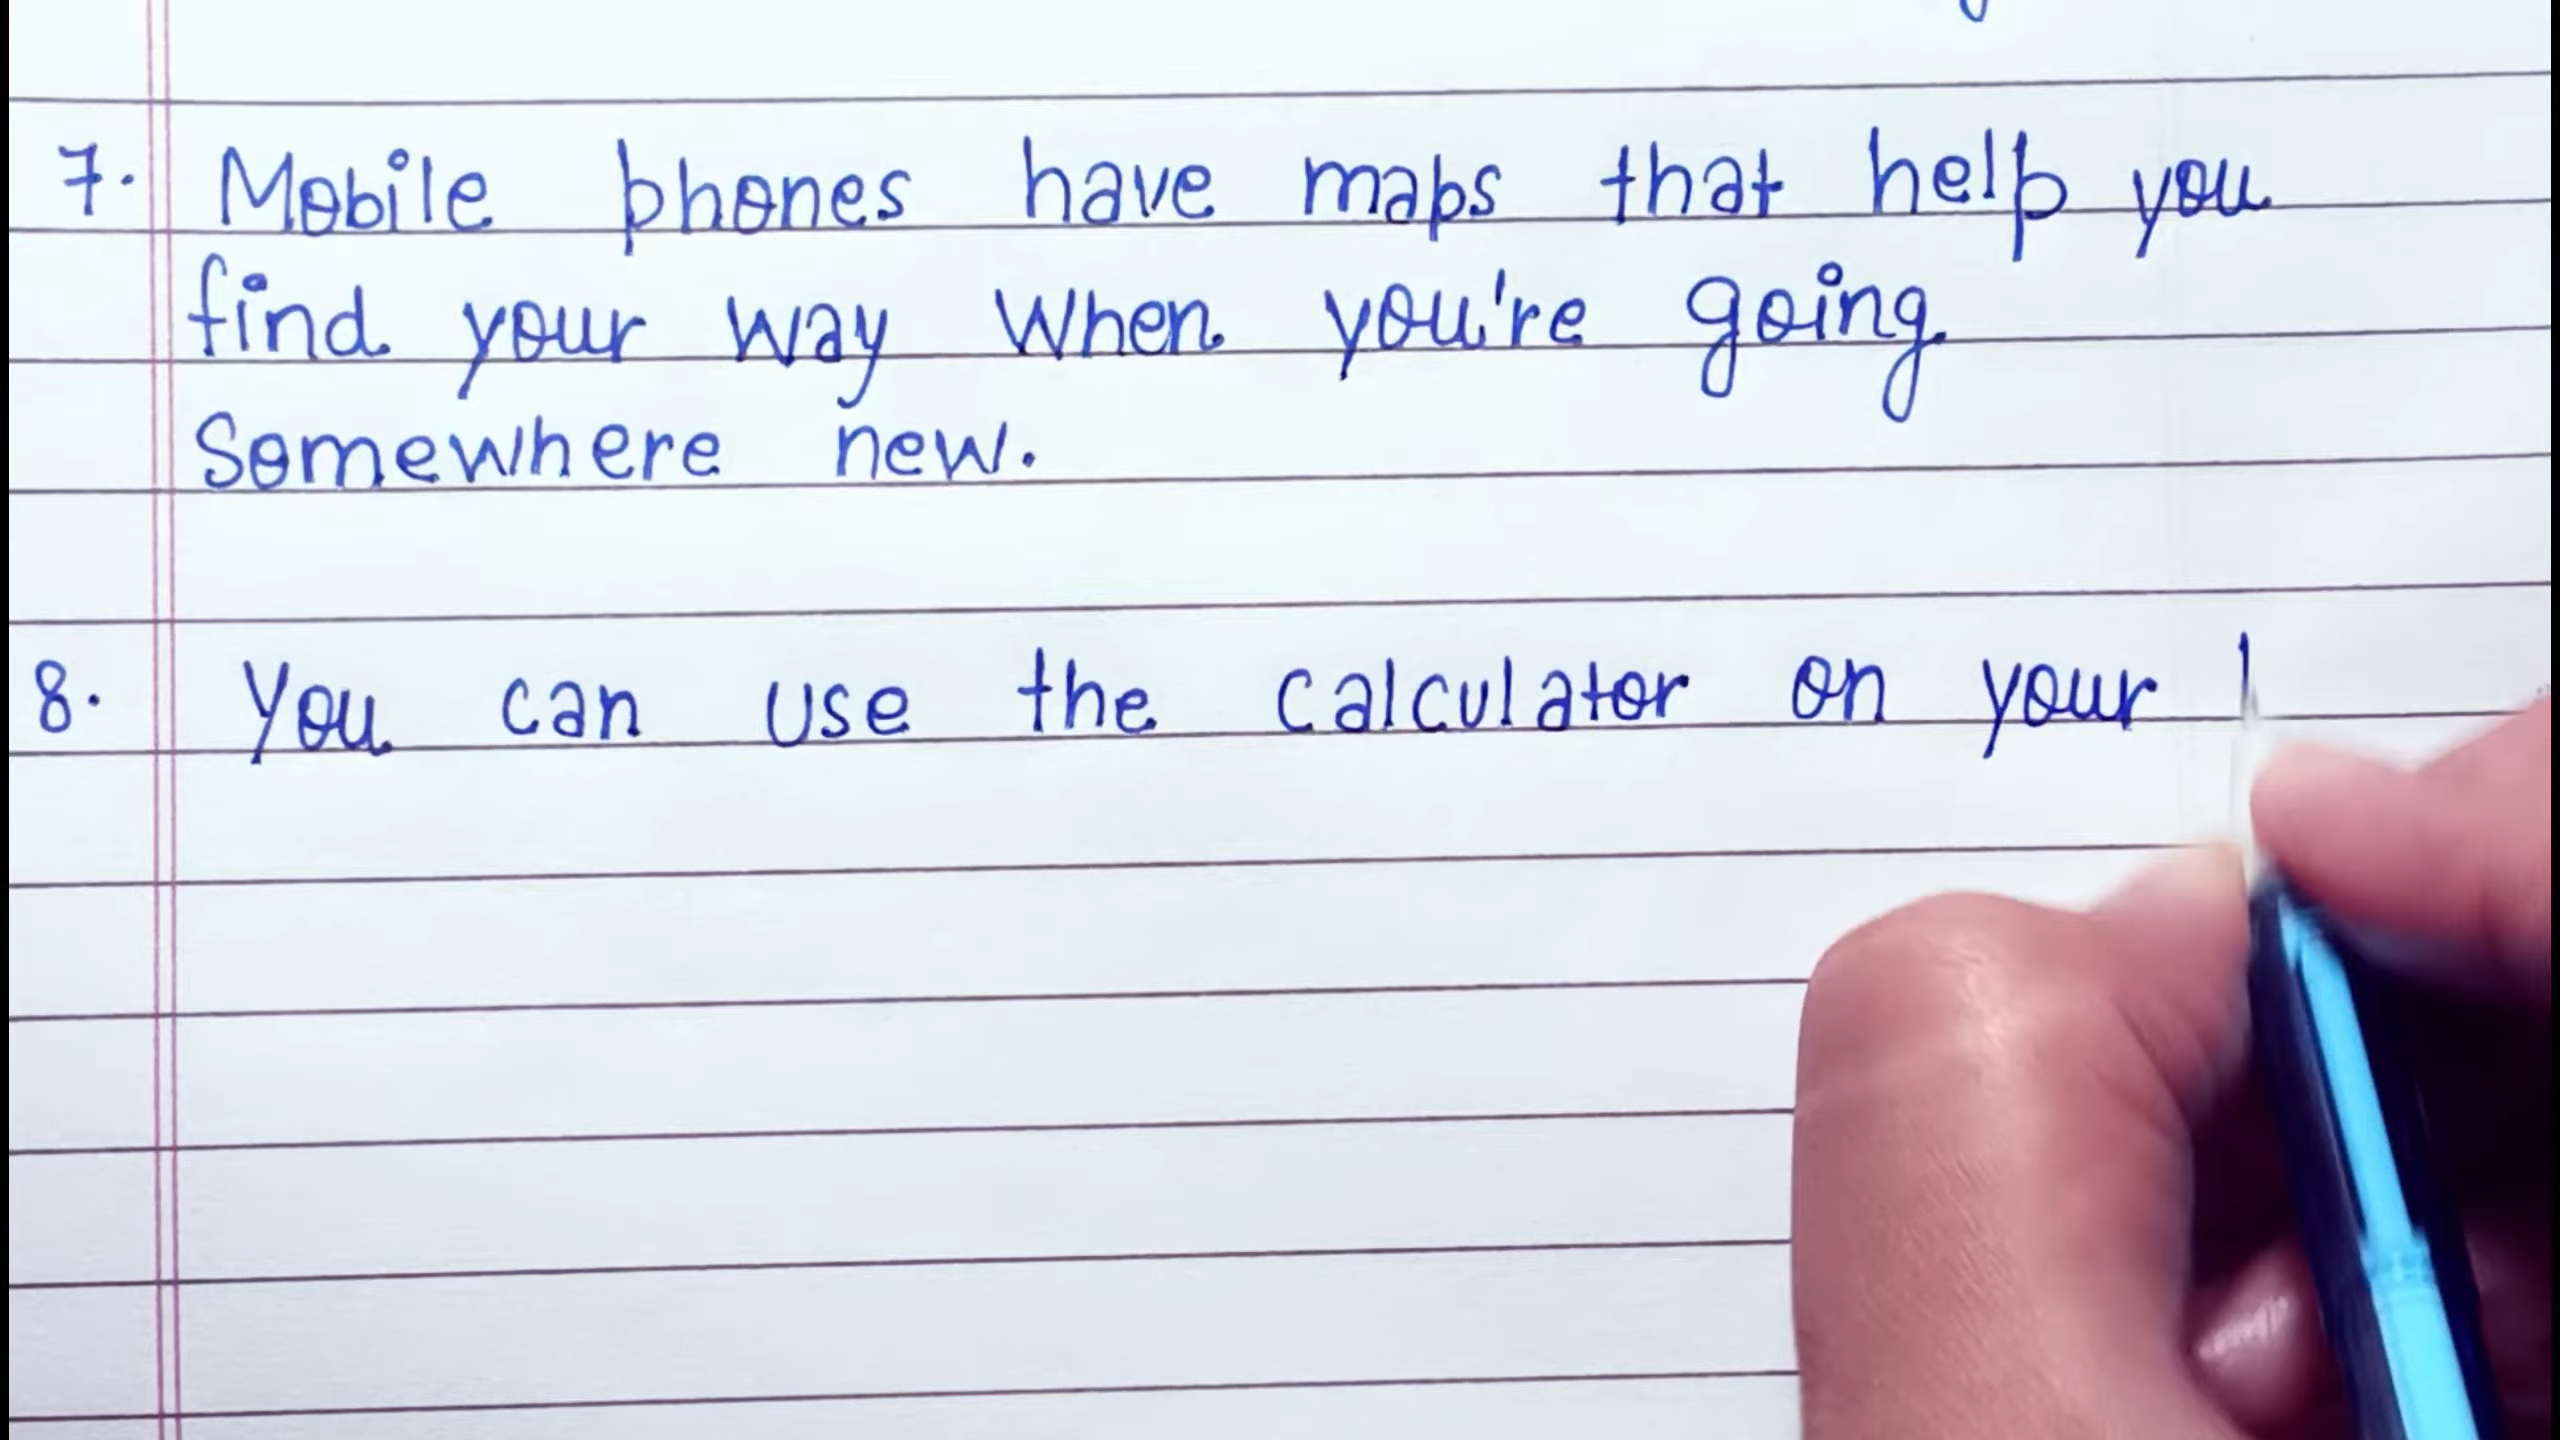 7. Mobile phones have maps that help you
find your way when you're going
Somewhere new.
8. You can use the calculator on your